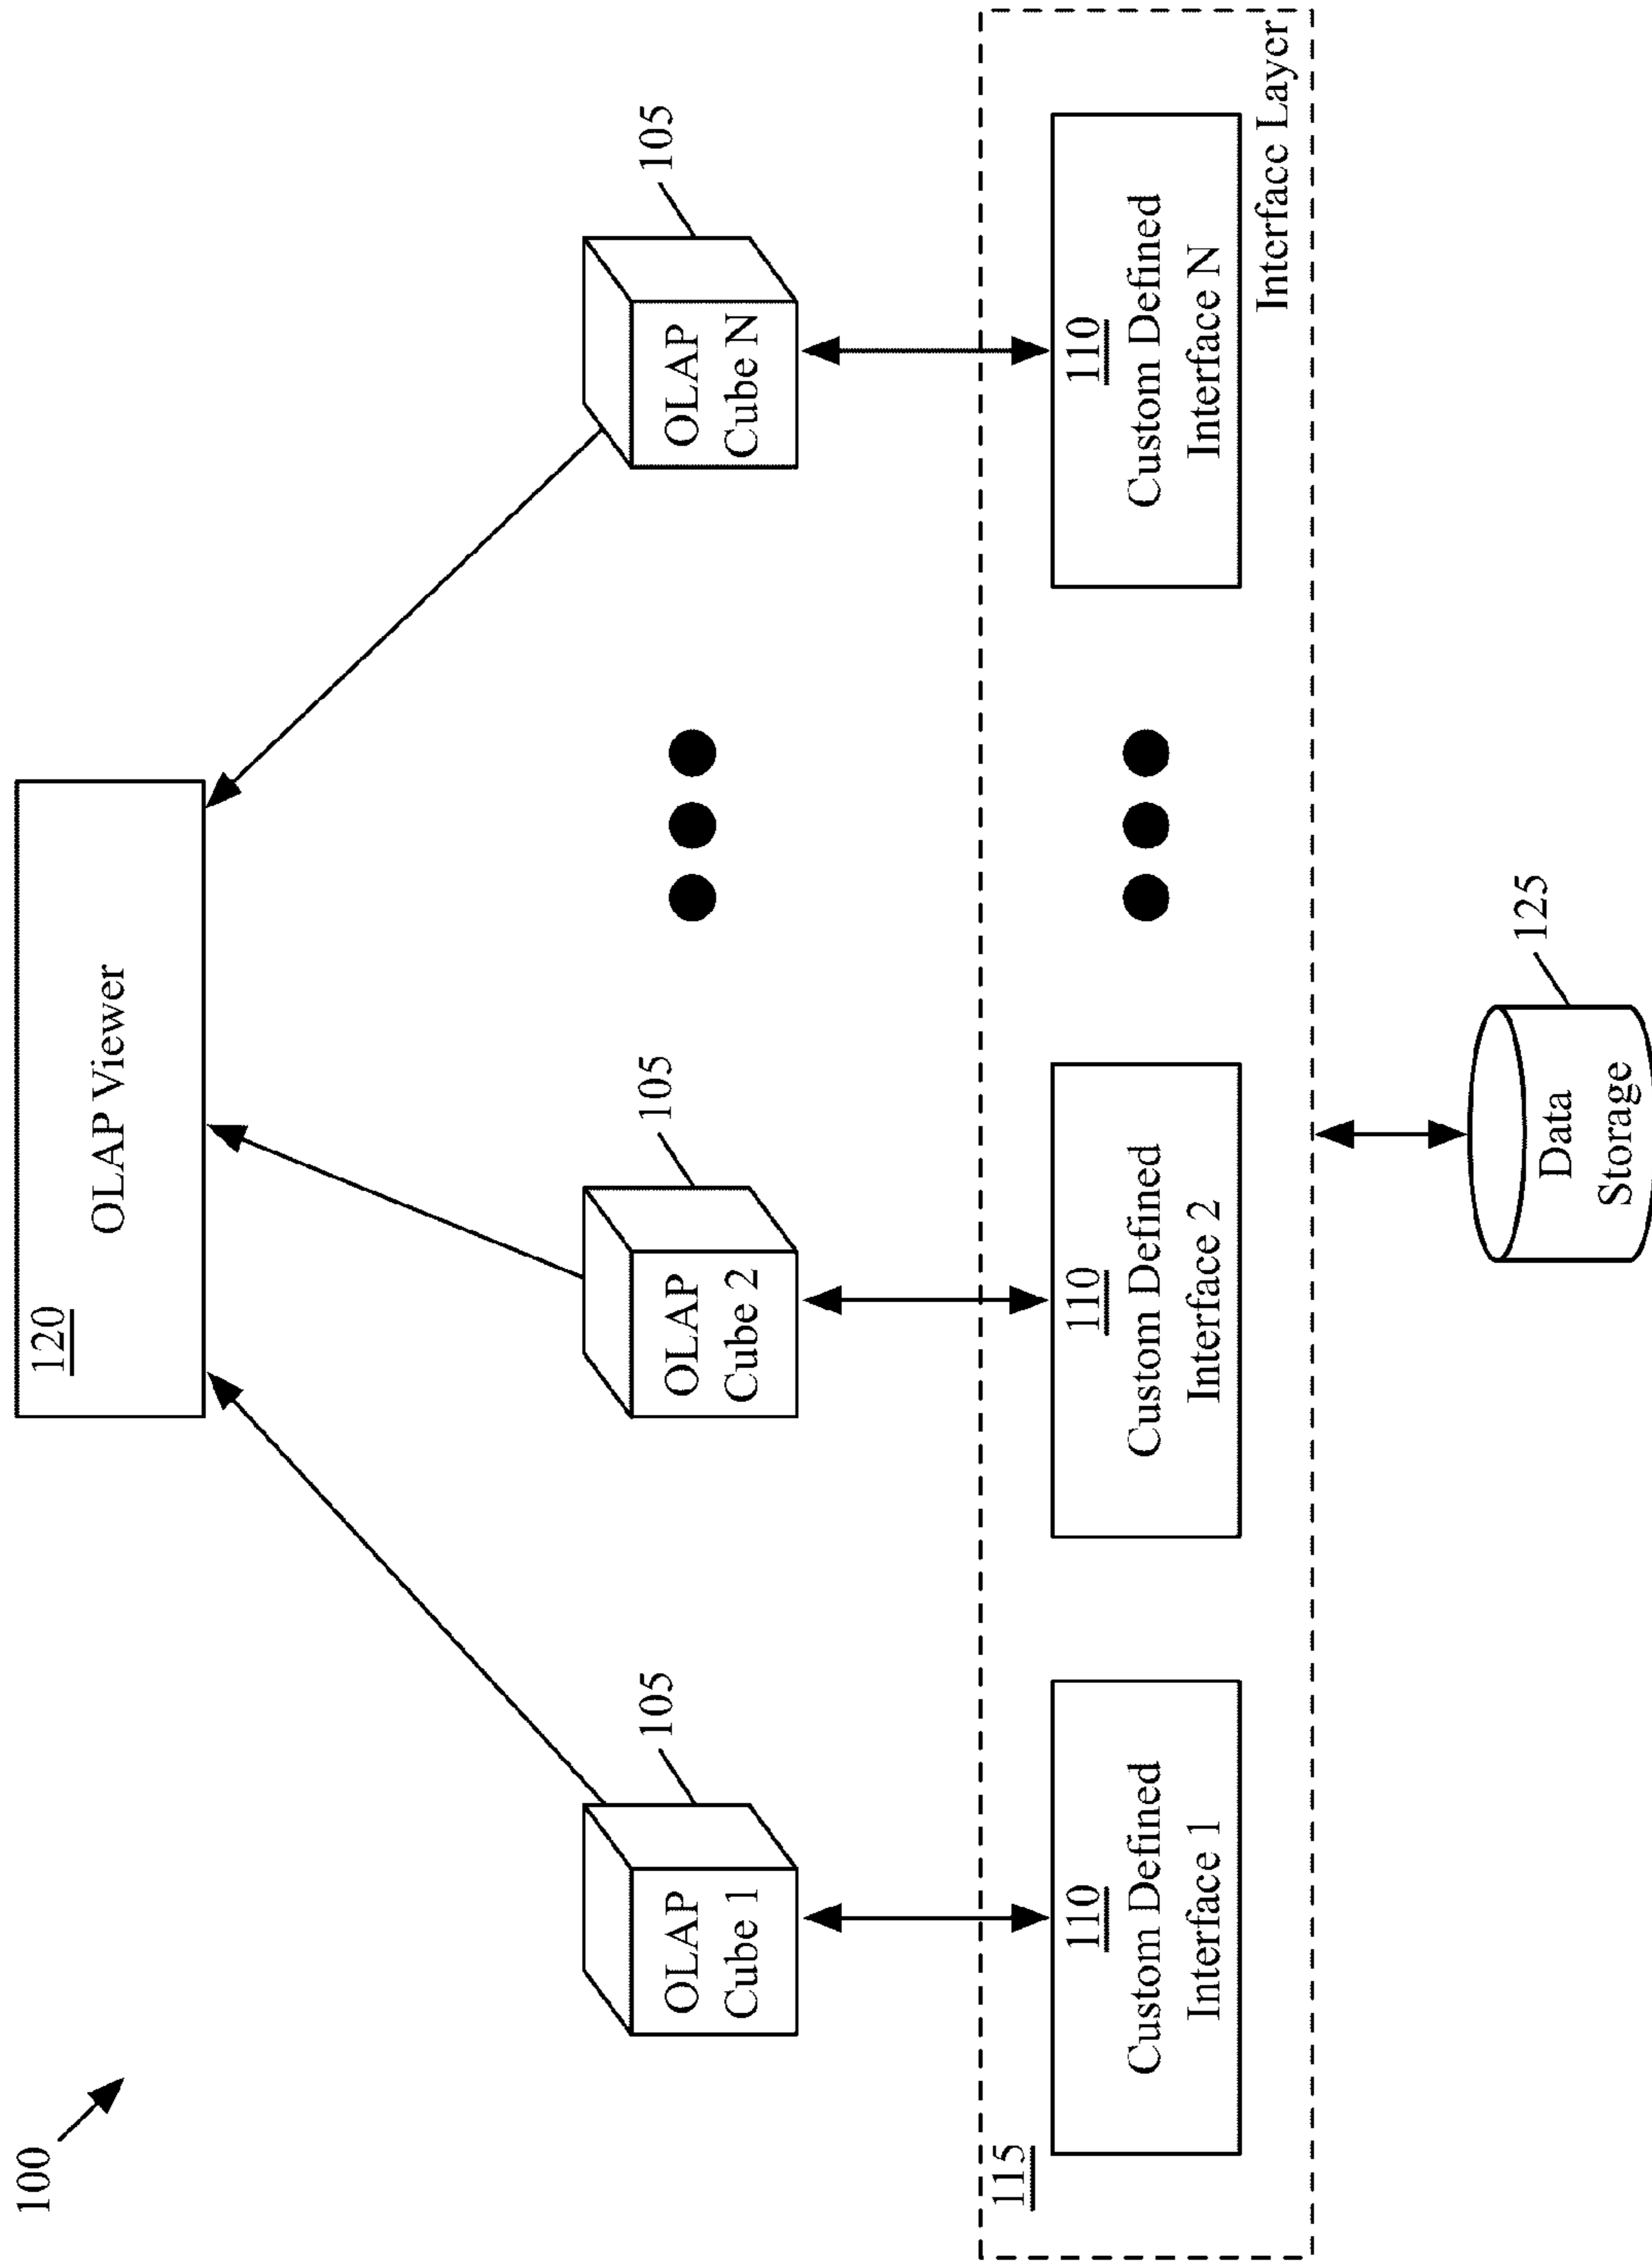 100
120
OLAP Viewer
105
OLAP
Cube 1
105
OLAP
Cube 2
105
OLAP
Cube N
115
110
Custom Defined
Interface 1
110
Custom Defined
Interface 2
110
Custom Defined
Interface N
Interface Layer
125
Data
Storage